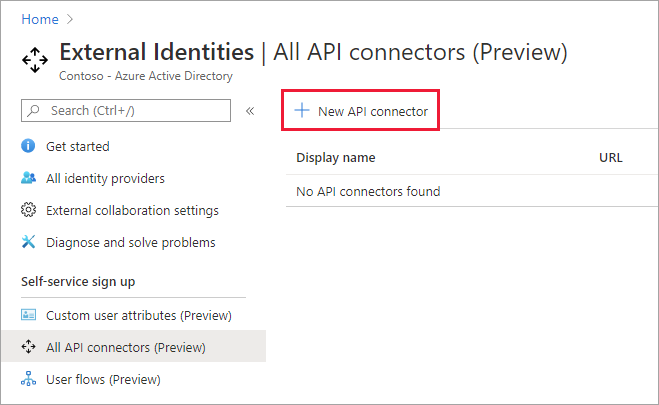 Home
External Identities | All API connectors (Preview)
Contoso - Azure Active Directory
Search (Ctrl+/)
«
Get started
All identity providers
External collaboration settings
Diagnose and solve problems
Self-service sign up
Custom user attributes (Preview)
All API connectors (Preview)
User flows (Preview)
New API connector
Display name URL
No API connectors found